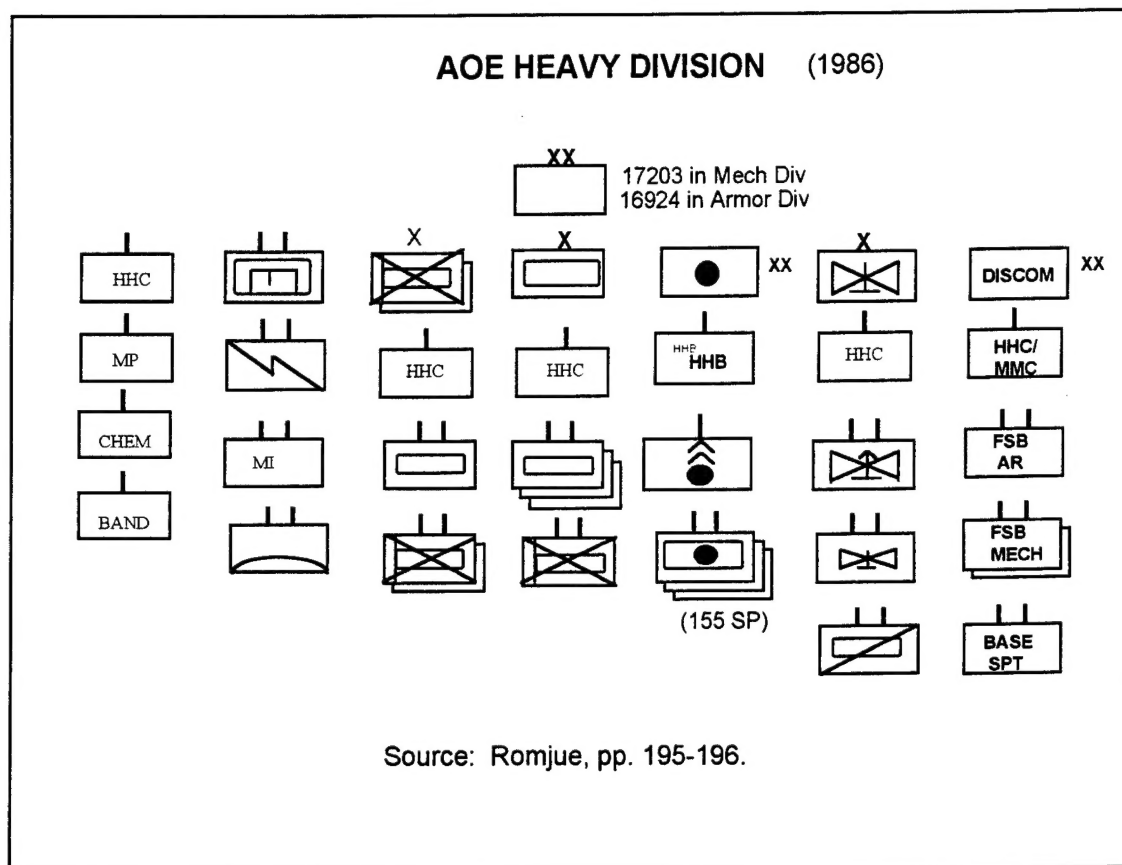 AOE HEAVY DIVISION (1986)
XX
17203 in Mech Div
16924 in Armor Div
X
X
XX
X
XX
HHC
DISCOM
MP
HHC
HHC
HHB HHB
HHC
HHC/
MMC
CHEM
MI
FSB
AR
BAND
FSB
MECH
(155 SP)
BASE
SPT
Source: Romjue, pp. 195-196.